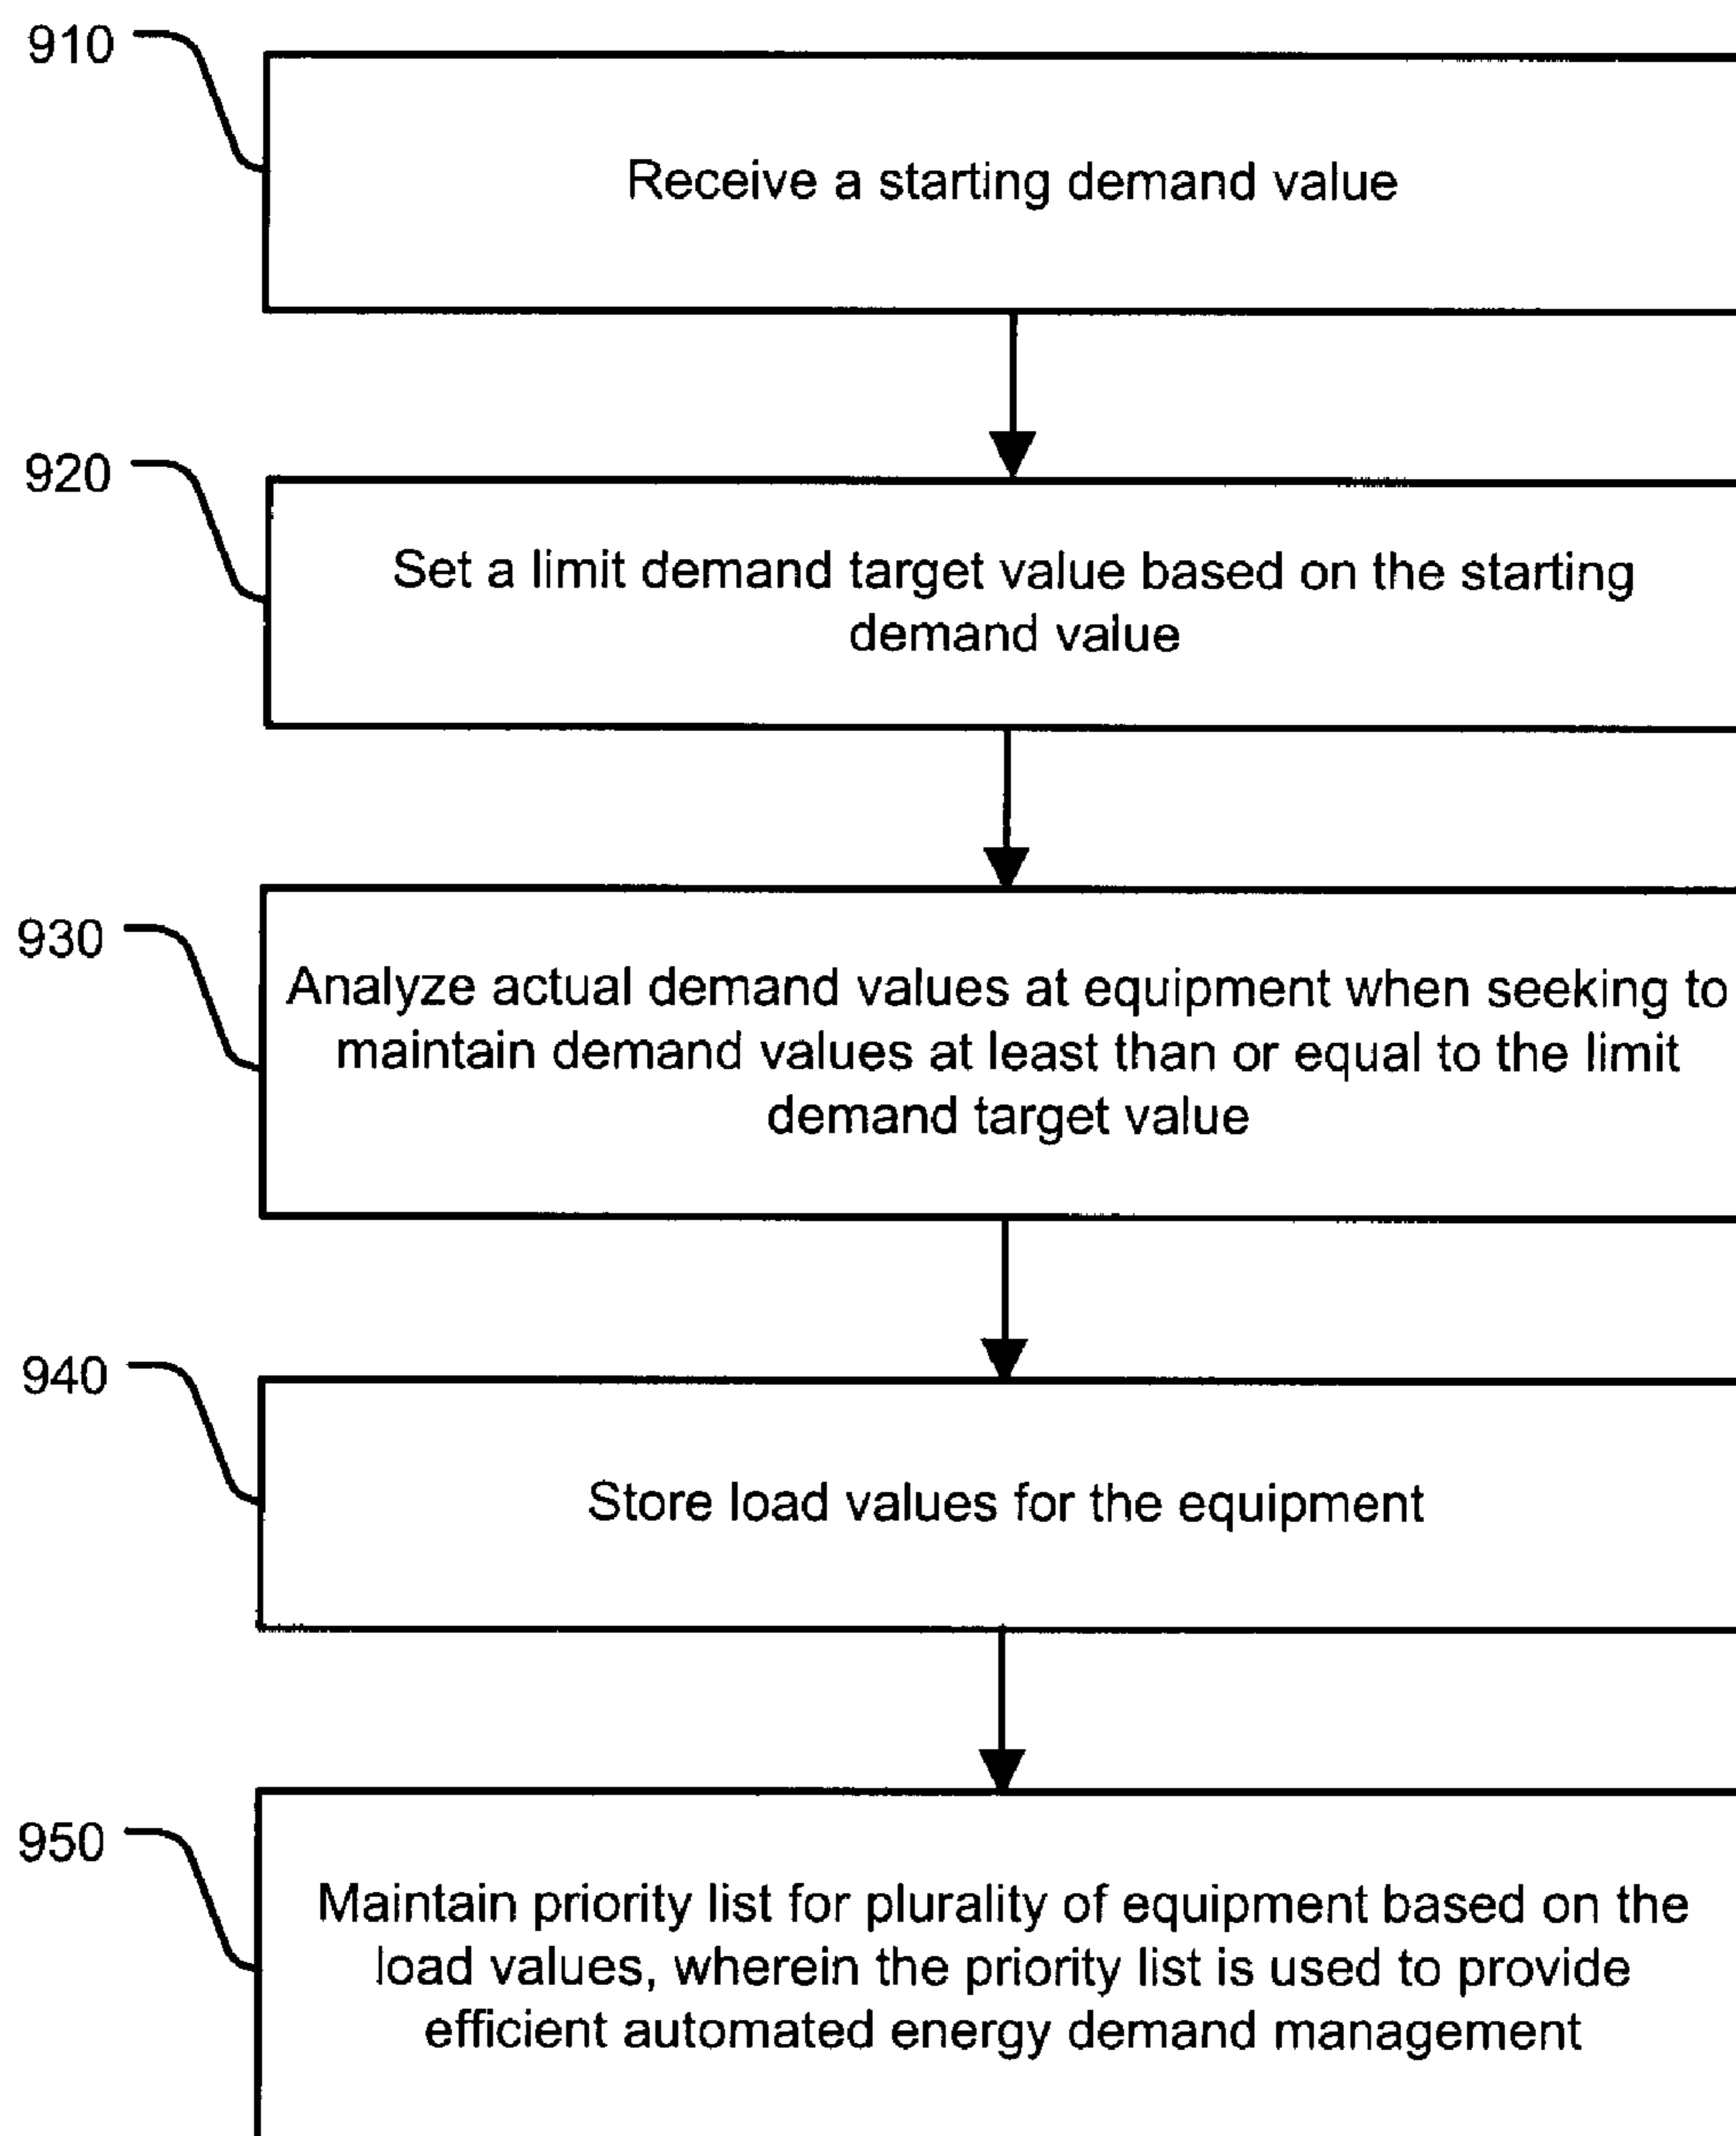 910
Receive a starting demand value
920
Set a limit demand target value based on the starting
demand value
930
Analyze actual demand values at equipment when seeking to
maintain demand values at least than or equal to the limit
demand target value
940
Store load values for the equipment
950
Maintain priority list for plurality of equipment based on the
load values, wherein the priority list is used to provide
efficient automated energy demand management